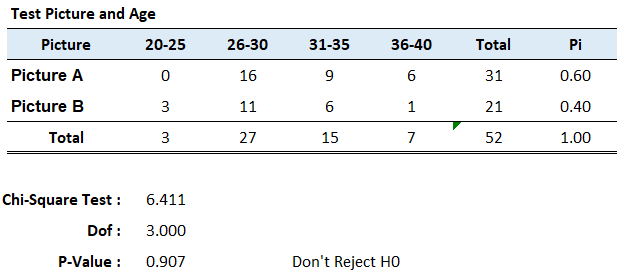 Test Picture and Age
Picture 20-25 26-30 31-35 36-40 Total Pi
Picture A 0 16 9 6 31 0.60
Picture B 3 11 6 1 21 0.40
Total 3 27 15 7 52 1.00
Chi-Square Test : 6.411
Dof : 3.000
P-Value : 0.907 Don't Reject H0